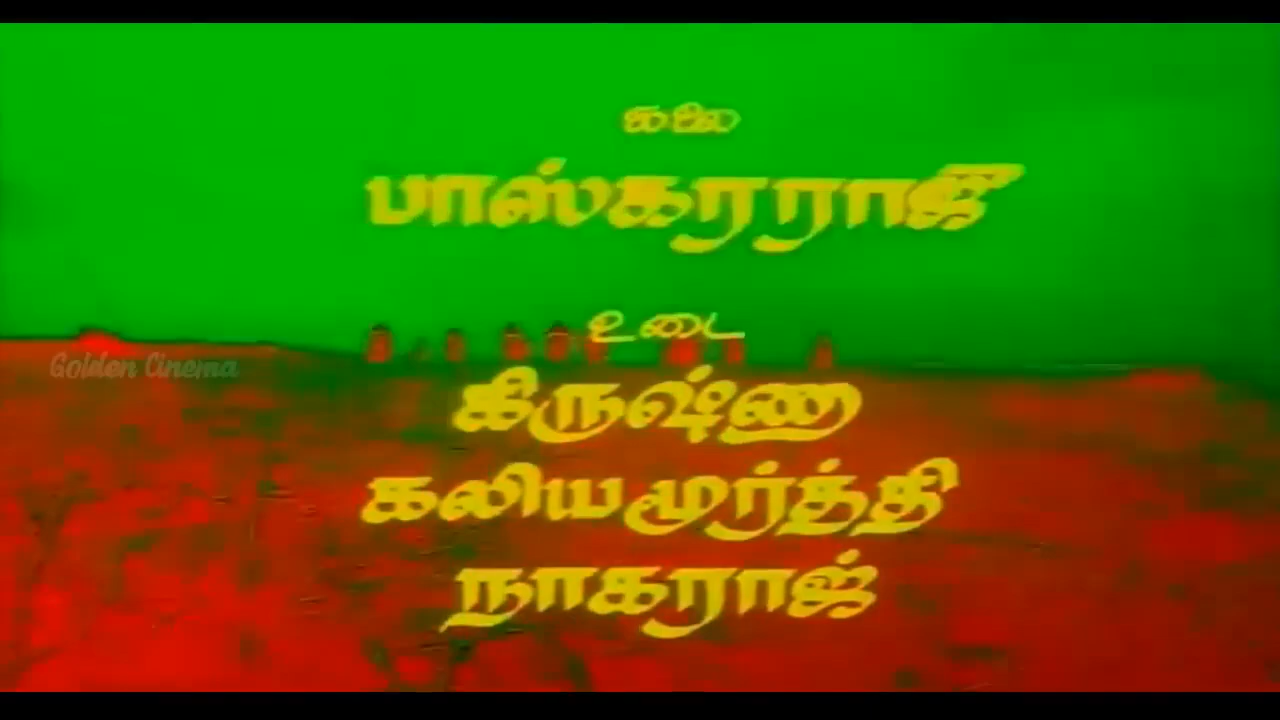 கலை
பாஸ்கரராஜ்
உடை
Golden Cinema
கிருஷ்ண
கலியமூர்த்தி
நாகராஜ்